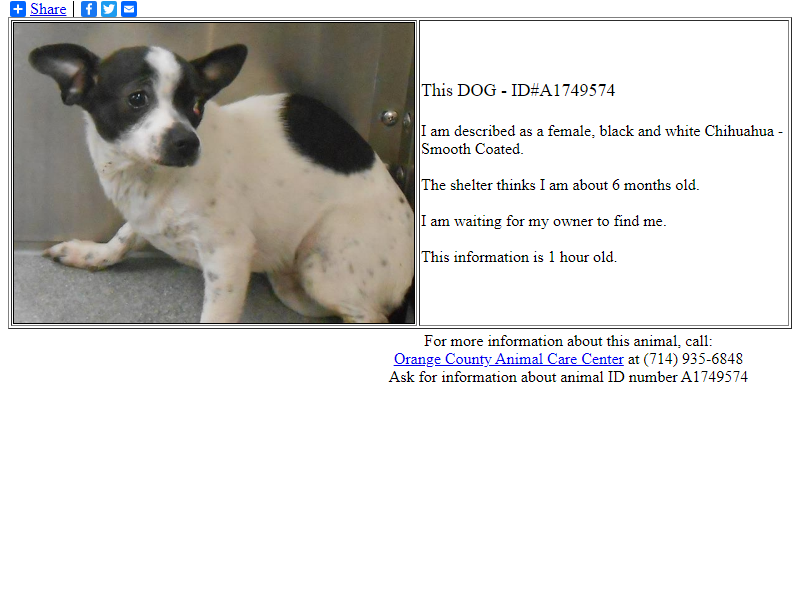 Share
This DOG - ID#A1749574
I am described as a female, black and white Chihuahua -
Smooth Coated.
The shelter thinks I am about 6 months old.
I am waiting for my owner to find me.
This information is 1 hour old.
For more information about this animal, call:
Orange County Animal Care Center at (714) 935-6848
Ask for information about animal ID number A1749574